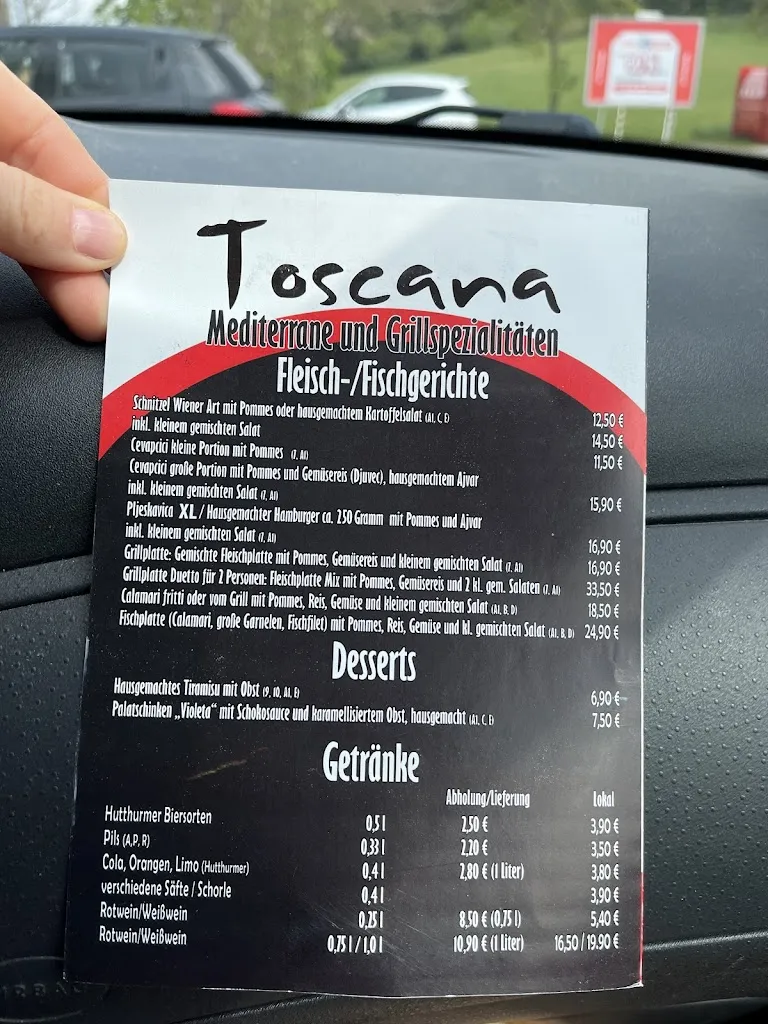 Toscana
Mediterrane und Grillspezialitäten
Fleisch-/Fischgerichte
Schnitzel Wiener Art mit Pommes oder hausgemachtem Kartoffelsalat (A1, C, E) 12,50 €
inkl. kleinem gemischten Salat 14,50 €
Cevapcici kleine Portion mit Pommes (7, A1) 11,50 €
Cevapcici große Portion mit Pommes und Gemüsereis (Djuvec), hausgemachtem Ajvar
inkl. kleinem gemischten Salat (7, A1) 15,90 €
Pljeskavica XL / Hausgemachter Hamburger ca. 250 Gramm mit Pommes und Ajvar
inkl. kleinem gemischten Salat (7, A1) 16,90 €
Grillplatte: Gemischte Fleischplatte mit Pommes, Gemüsereis und kleinem gemischten Salat (7, A1) 16,90 €
Grillplatte Duetto für 2 Personen: Fleischplatte Mix mit Pommes, Gemüsereis und 2 kl. gem. Salaten (7, A1) 33,50 €
Calamari fritti oder vom Grill mit Pommes, Reis, Gemüse und kleinem gemischten Salat (A1, B, D) 18,50 €
Fischplatte (Calamari, große Garnelen, Fischfilet) mit Pommes, Reis, Gemüse und kl. gemischten Salat (A1, B, D) 24,90 €
Desserts
Hausgemachtes Tiramisu mit Obst (9, 10, A1, E) 6,90 €
Palatschinken „Violeta" mit Schokosauce und karamellisiertem Obst, hausgemacht (A1, C, E) 7,50 €
Getränke
Abholung/Lieferung Lokal
Hutthurmer Biersorten 0,5 l 2,50 € 3,90 €
Pils (A,P, R) 0,33 l 2,20 € 3,50 €
Cola, Orangen, Limo (Hutthurmer) 0,4 l 2,80 € (1 Liter) 3,80 €
verschiedene Säfte / Schorle 0,4 l 3,90 €
Rotwein/Weißwein 0,25 l 8,50 € (0,75 l) 5,40 €
Rotwein/Weißwein 0,75 l / 1,0 l 10,90 € (1 Liter) 16,50 / 19,90 €